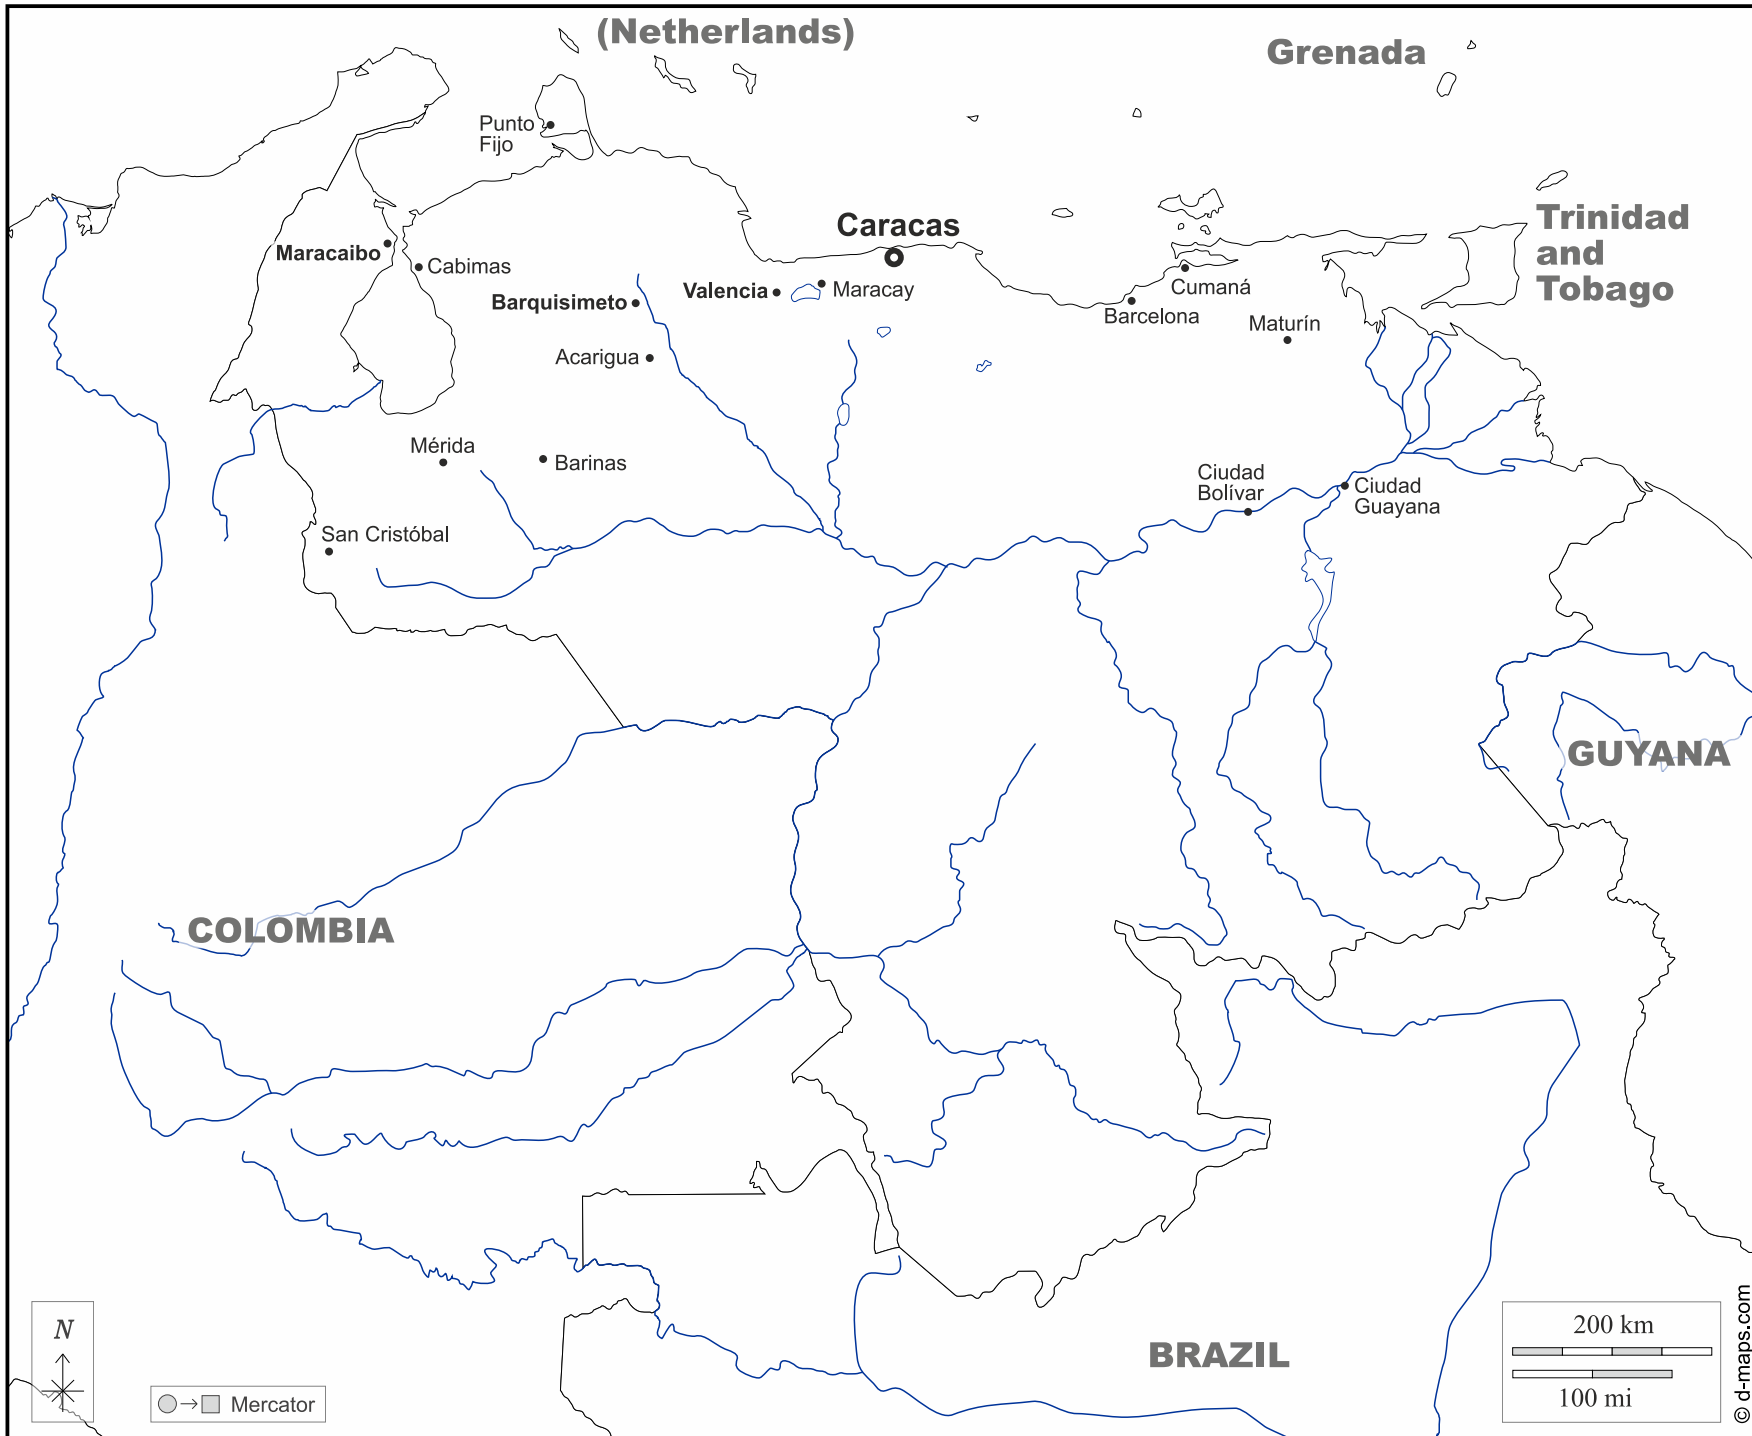 (Netherlands)
Grenada
Punto
Fijo
Trinidad
and
Tobago
Caracas
Maracaibo
Cabimas
Barquisimeto
Valencia
Maracay
Cumaná
Barcelona
Maturín
Acarigua
Mérida
Barinas
Ciudad
Bolívar
Ciudad
Guayana
San Cristóbal
GUYANA
COLOMBIA
BRAZIL
N
Mercator
200 km
100 mi
© d-maps.com